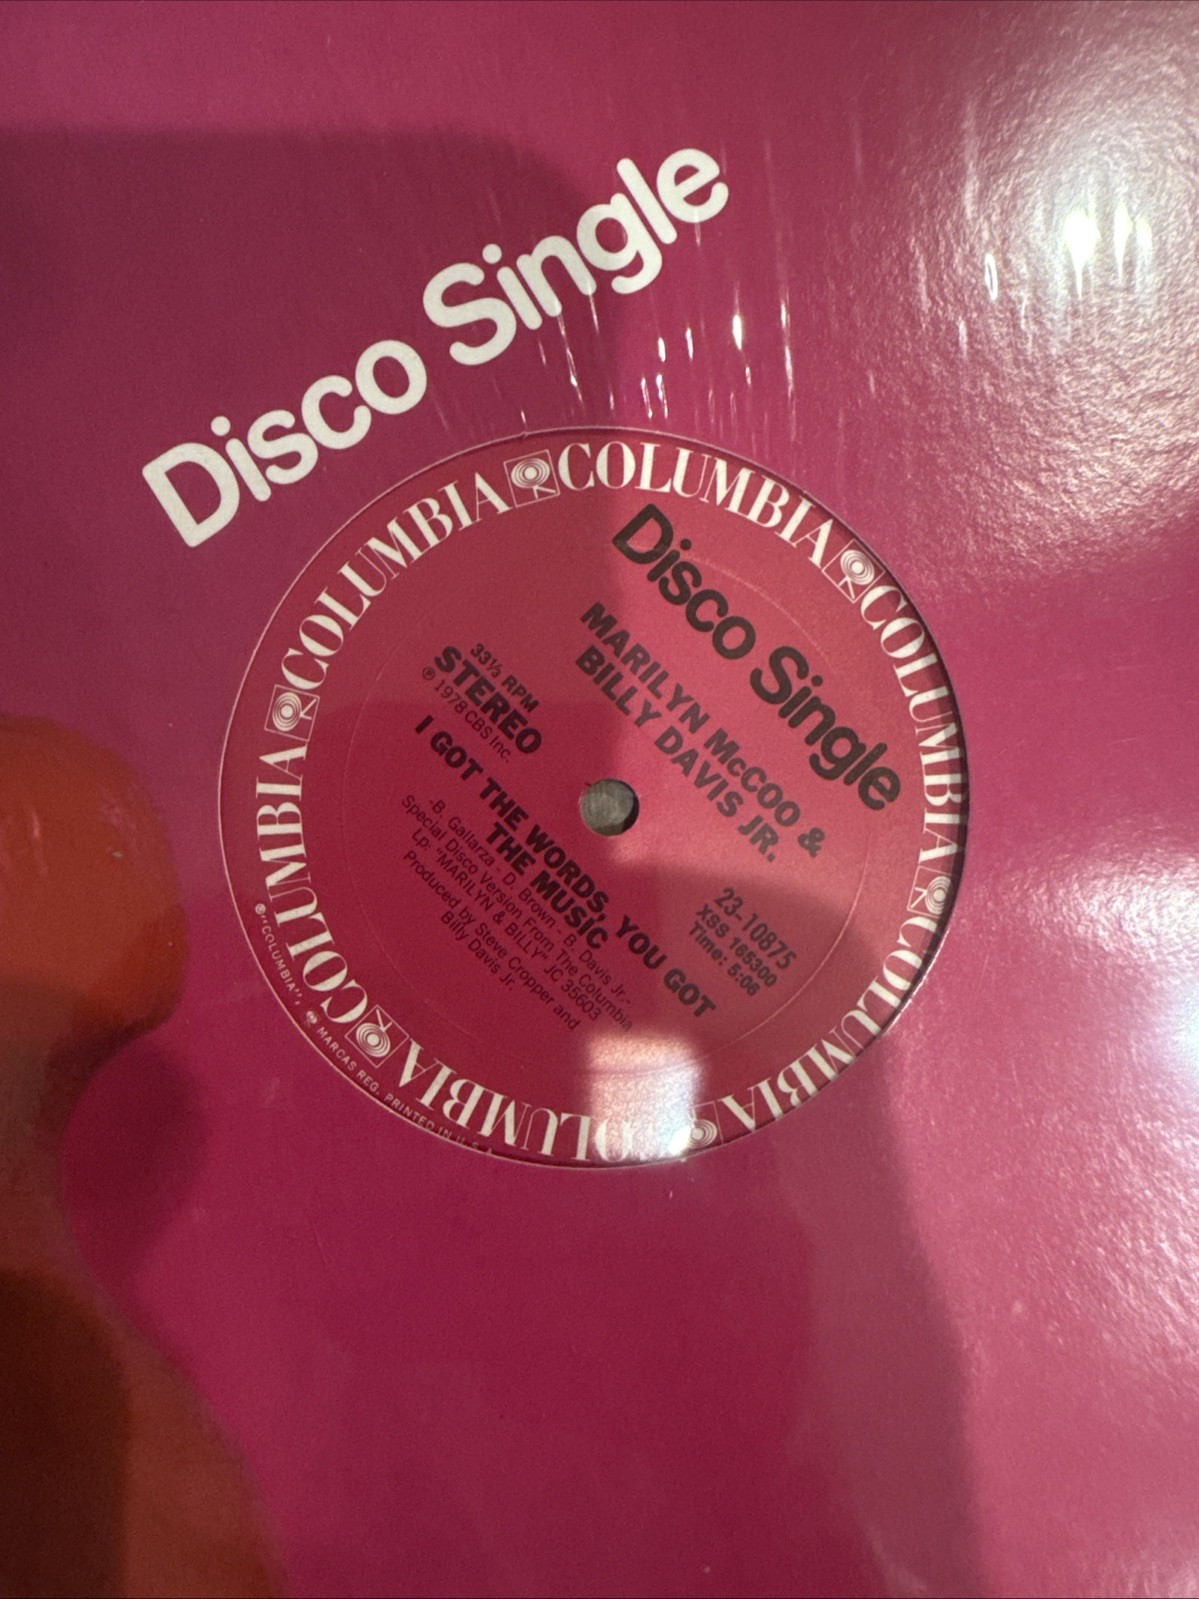 Disco Single
COLUMBIA COLUMBIA COLUMBIA COLUMBIA COLUMBIA COLUMBIA
Disco Single
MARILYN McCOO &
BILLY DAVIS JR.
33⅓ RPM
STEREO
℗ 1978 CBS Inc.
23-10875
XSS 165300
Time: 5:06
I GOT THE WORDS, YOU GOT
THE MUSIC
-B. Gallarza - D. Brown - B. Davis Jr.-
Special Disco Version From The Columbia
Lp: "MARILYN & BILLY" JC 35603
Produced by Steve Cropper and
Billy Davis Jr.
®"COLUMBIA", MARCAS REG. PRINTED IN U.S.A.